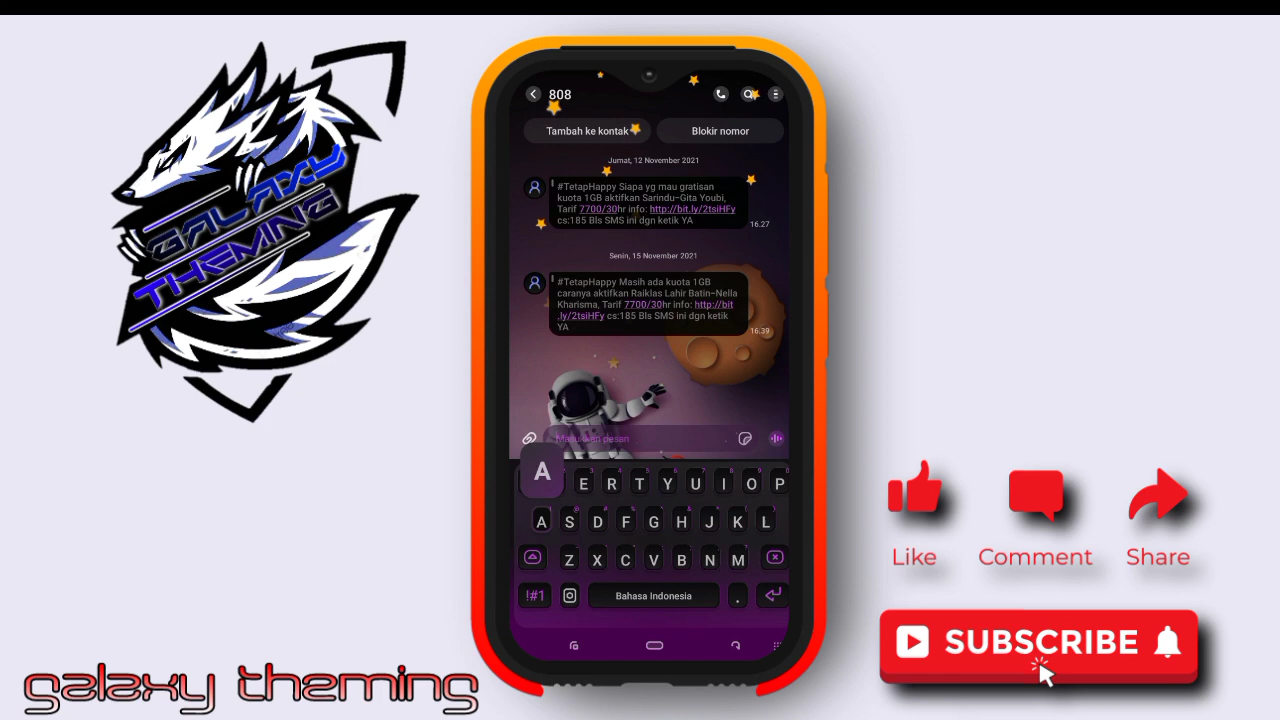 GALAXY
THEMING
808
Tambah ke kontak
Blokir nomor
Jumat, 12 November 2021
#TetapHappy Siapa yg mau gratisan
kuota 1GB aktifkan Sarindu-Gita Youbi,
Tarif 7700/30hr info: http://bit.ly/2tsiHFy
cs:185 Bls SMS ini dgn ketik YA
16.27
Senin, 15 November 2021
#TetapHappy Masih ada kuota 1GB
caranya aktifkan Raiklas Lahir Batin-Nella
Kharisma, Tarif 7700/30hr info: http://bit
.ly/2tsiHFy cs:185 Bls SMS ini dgn ketik
YA
16.39
Masukkan pesan
A
E R T Y U I O P
A S D F G H J K L
Z X C V B N M
!#1
Bahasa Indonesia
.
Like
Comment
Share
SUBSCRIBE
galaxy theming